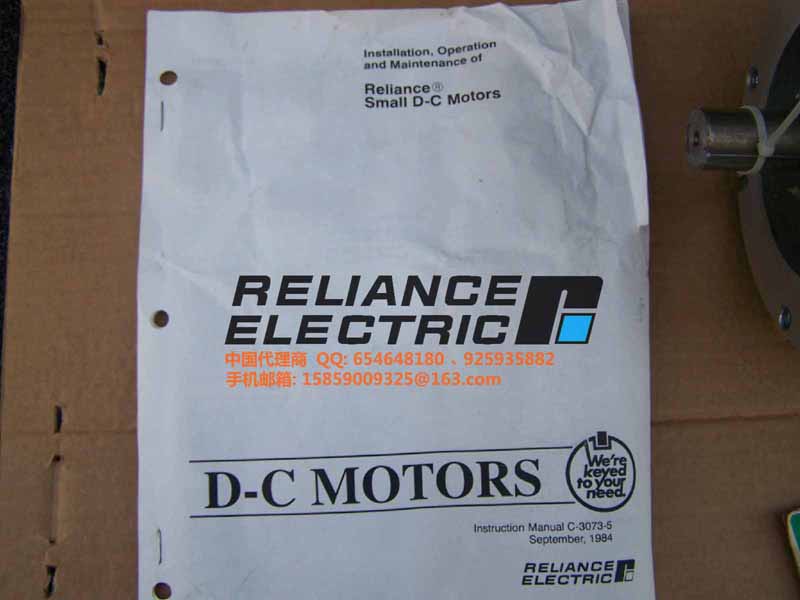 Installation, Operation
and Maintenance of
Reliance®
Small D-C Motors
RELIANCE
ELECTRIC
中国代理商 QQ: 654648180 、925935882
手机邮箱: 15859009325@163.com
D-C MOTORS
We're
keyed
to your
need.
Instruction Manual C-3073-5
September, 1984
RELIANCE
ELECTRIC